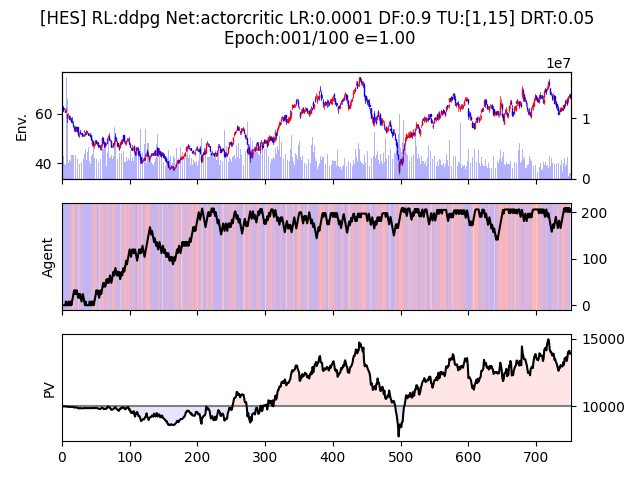 [HES] RL:ddpg Net:actorcritic LR:0.0001 DF:0.9 TU:[1,15] DRT:0.05
Epoch:001/100 e=1.00
1e7
Env.
60
40
1
0
Agent
200
100
0
PV
15000
10000
0 100 200 300 400 500 600 700